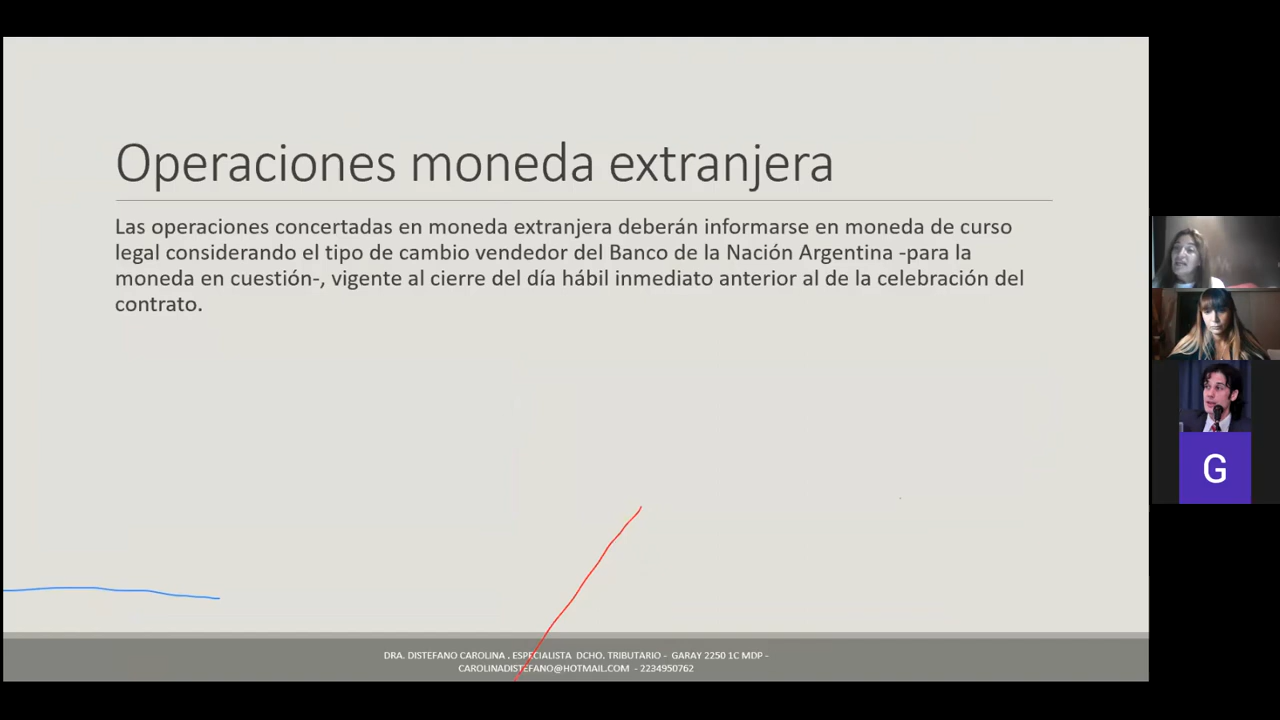 Operaciones moneda extranjera
Las operaciones concertadas en moneda extranjera deberán informarse en moneda de curso
legal considerando el tipo de cambio vendedor del Banco de la Nación Argentina -para la
moneda en cuestión-, vigente al cierre del día hábil inmediato anterior al de la celebración del
contrato.
G
DRA. DISTEFANO CAROLINA , ESPECIALISTA DCHO. TRIBUTARIO - GARAY 2250 1C MDP -
CAROLINADISTEFANO@HOTMAIL.COM - 2234950762